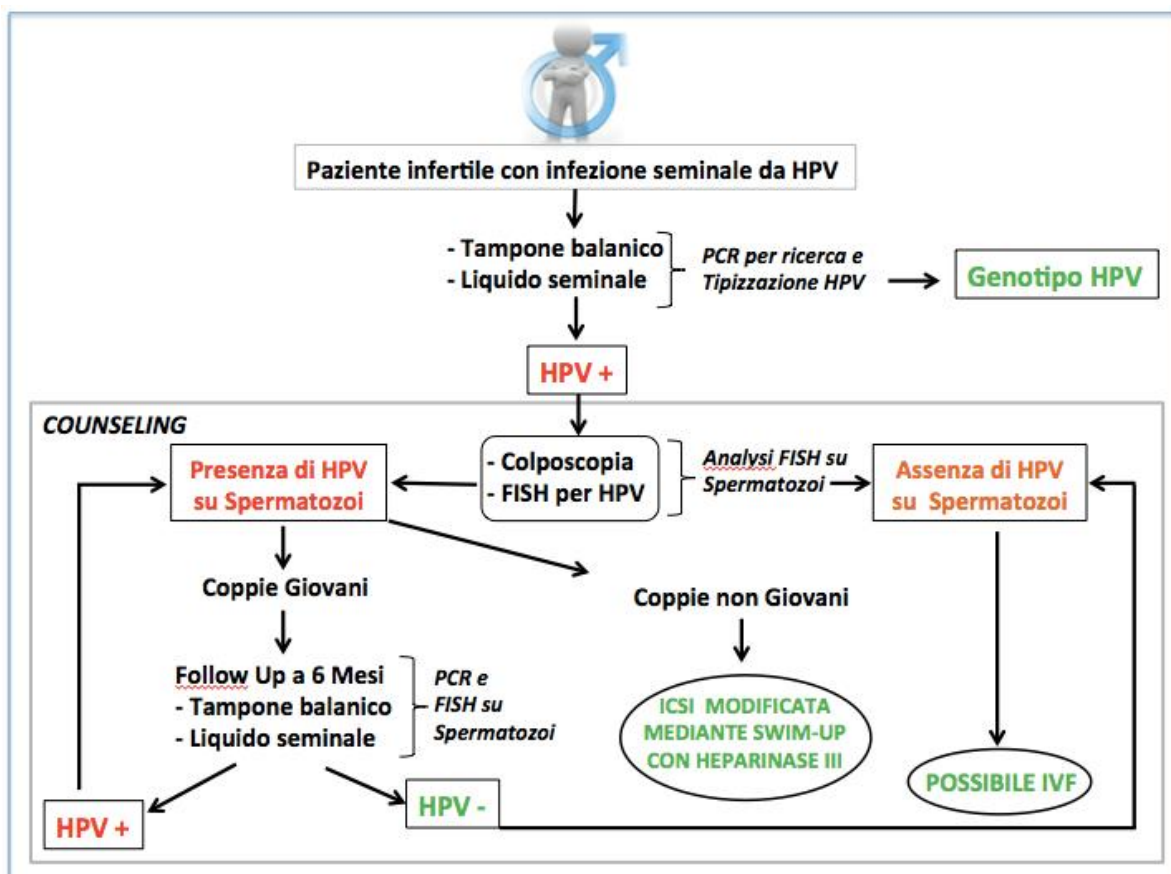 Paziente infertile con infezione seminale da HPV
- Tampone balanico
- Liquido seminale
PCR per ricerca e
Tipizzazione HPV
Genotipo HPV
HPV +
COUNSELING
Presenza di HPV
su Spermatozoi
- Colposcopia
- FISH per HPV
Analysi FISH su
Spermatozoi
Assenza di HPV
su Spermatozoi
Coppie Giovani
Coppie non Giovani
Follow Up a 6 Mesi
- Tampone balanico
- Liquido seminale
PCR e
FISH su
Spermatozoi
ICSI MODIFICATA
MEDIANTE SWIM-UP
CON HEPARINASE III
POSSIBILE IVF
HPV +
HPV -